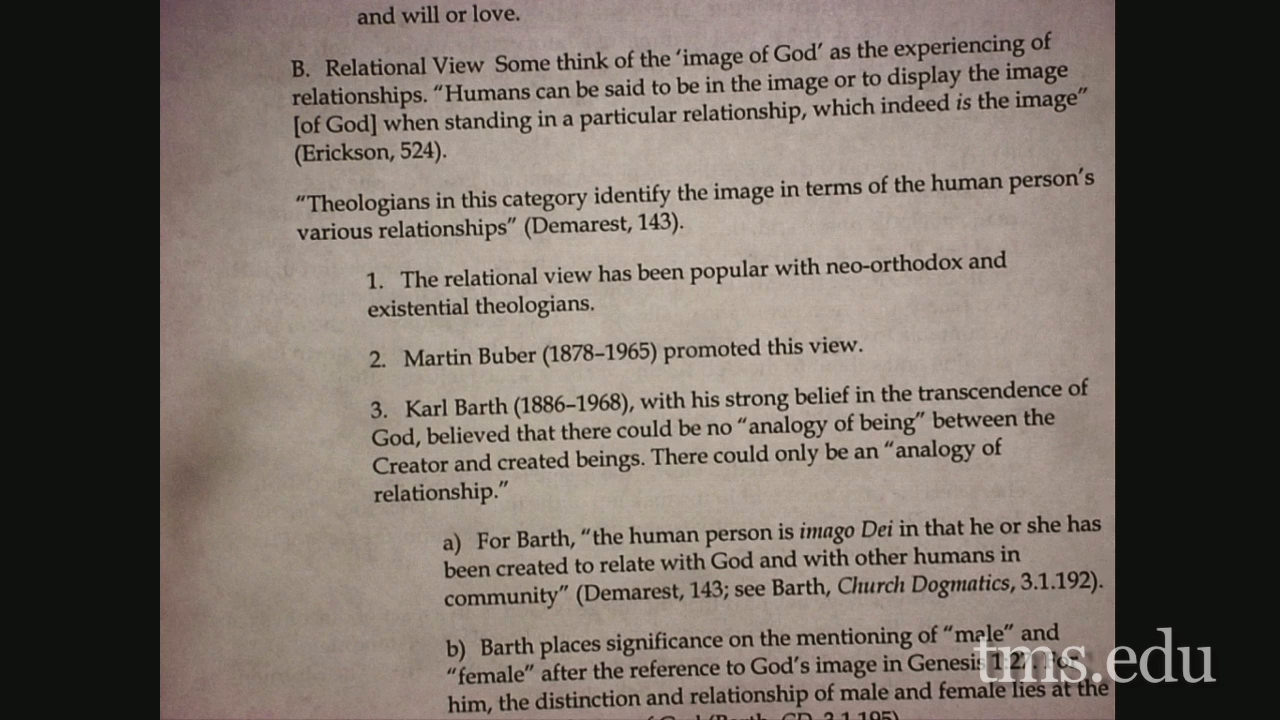 and will or love.
B. Relational View Some think of the ‘image of God’ as the experiencing of
relationships. “Humans can be said to be in the image or to display the image
[of God] when standing in a particular relationship, which indeed is the image”
(Erickson, 524).
“Theologians in this category identify the image in terms of the human person’s
various relationships” (Demarest, 143).
1. The relational view has been popular with neo-orthodox and
existential theologians.
2. Martin Buber (1878–1965) promoted this view.
3. Karl Barth (1886–1968), with his strong belief in the transcendence of
God, believed that there could be no “analogy of being” between the
Creator and created beings. There could only be an “analogy of
relationship.”
a) For Barth, “the human person is imago Dei in that he or she has
been created to relate with God and with other humans in
community” (Demarest, 143; see Barth, Church Dogmatics, 3.1.192).
b) Barth places significance on the mentioning of “male” and
“female” after the reference to God’s image in Genesis 1:27. For
him, the distinction and relationship of male and female lies at the
tms.edu